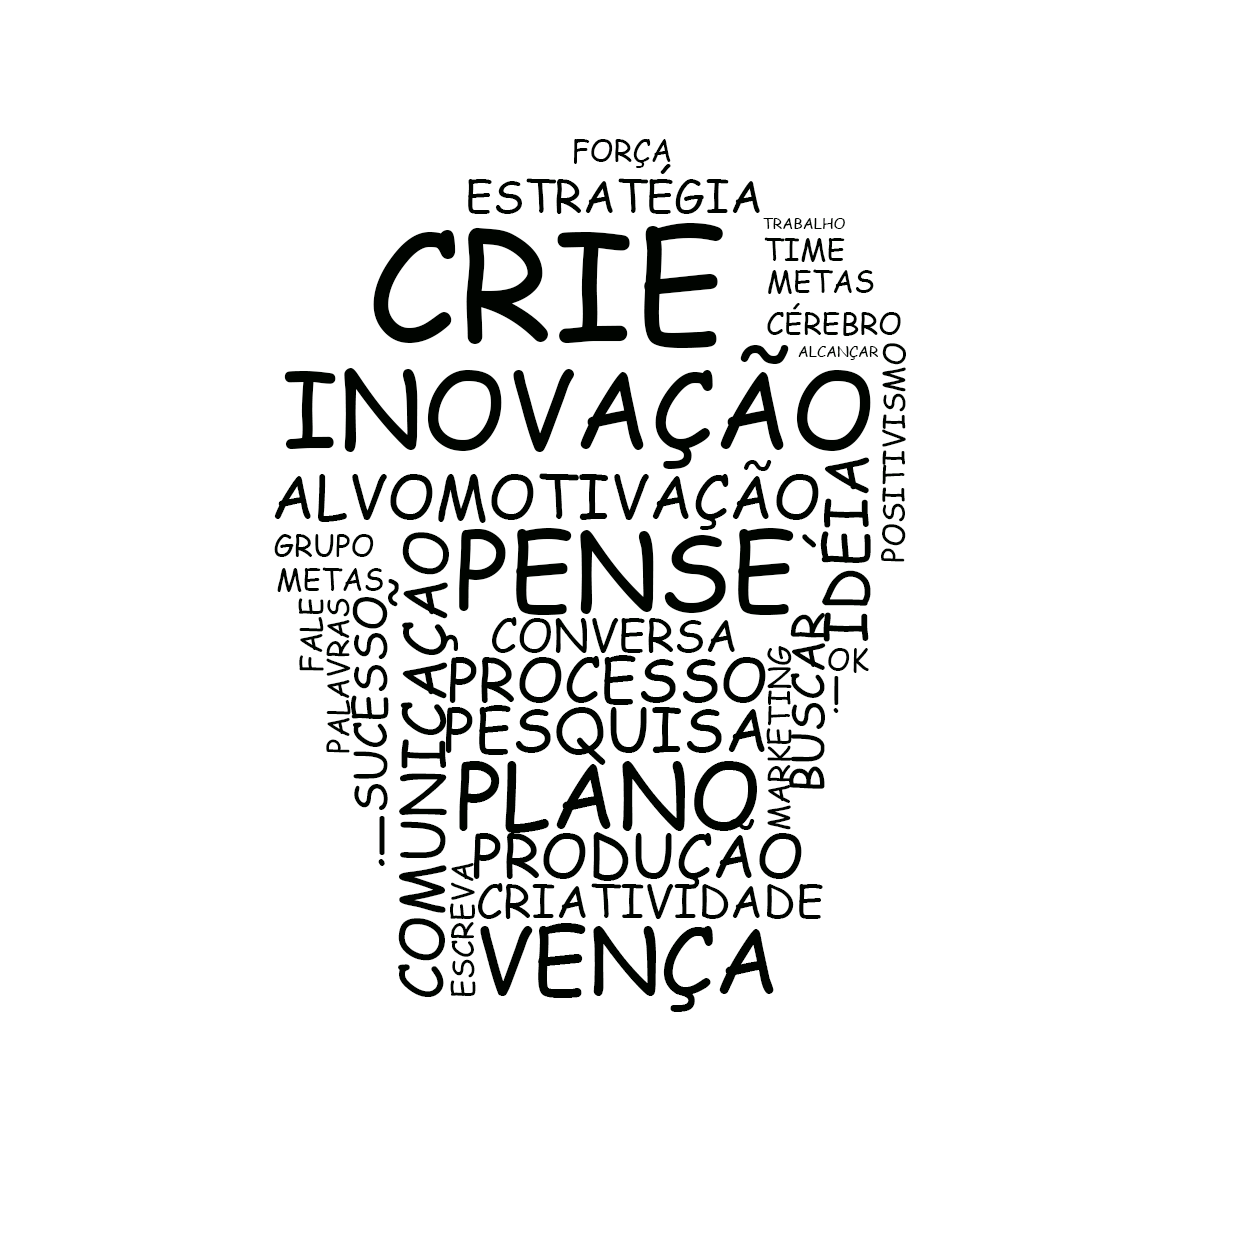 FORÇA
ESTRATÉGIA
CRIE
TRABALHO
TIME
METAS
CÉREBRO
ALCANÇAR
POSITIVISMO
INOVAÇÃO
ALVOMOTIVAÇÃO
IDÉIA
GRUPO
METAS
FALE
PALAVRAS
SUCESSO
!
COMUNICAÇÃO
PENSE
CONVERSA
PROCESSO
PESQUISA
PLANO
MARKETING
BUSCAR
OK
!
PRODUÇÃO
CRIATIVIDADE
ESCREVA
VENÇA